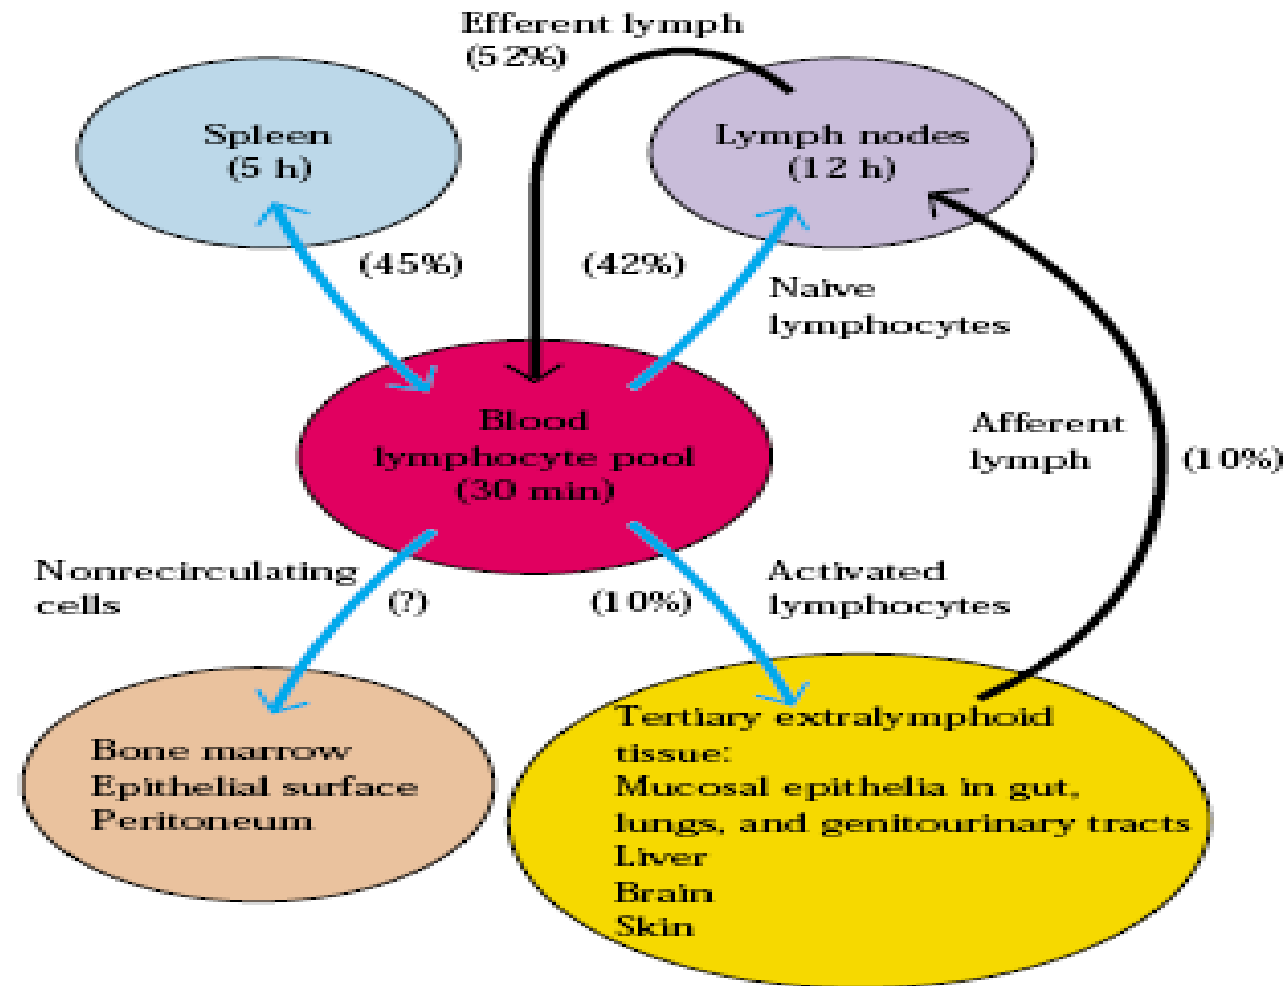 Efferent lymph
(52%)
Spleen
(5 h)
Lymph nodes
(12 h)
(45%)
(42%)
Naive
lymphocytes
Blood
lymphocyte pool
(30 min)
Afferent
lymph
(10%)
Nonrecirculating
cells
(?)
(10%)
Activated
lymphocytes
Bone marrow
Epithelial surface
Peritoneum
Tertiary extralymphoid
tissue:
Mucosal epithelia in gut,
lungs, and genitourinary tracts
Liver
Brain
Skin